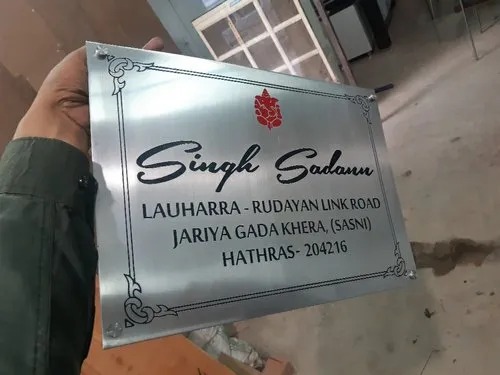 Singh Sadann
LAUHARRA - RUDAYAN LINK ROAD
JARIYA GADA KHERA, (SASNI)
HATHRAS- 204216